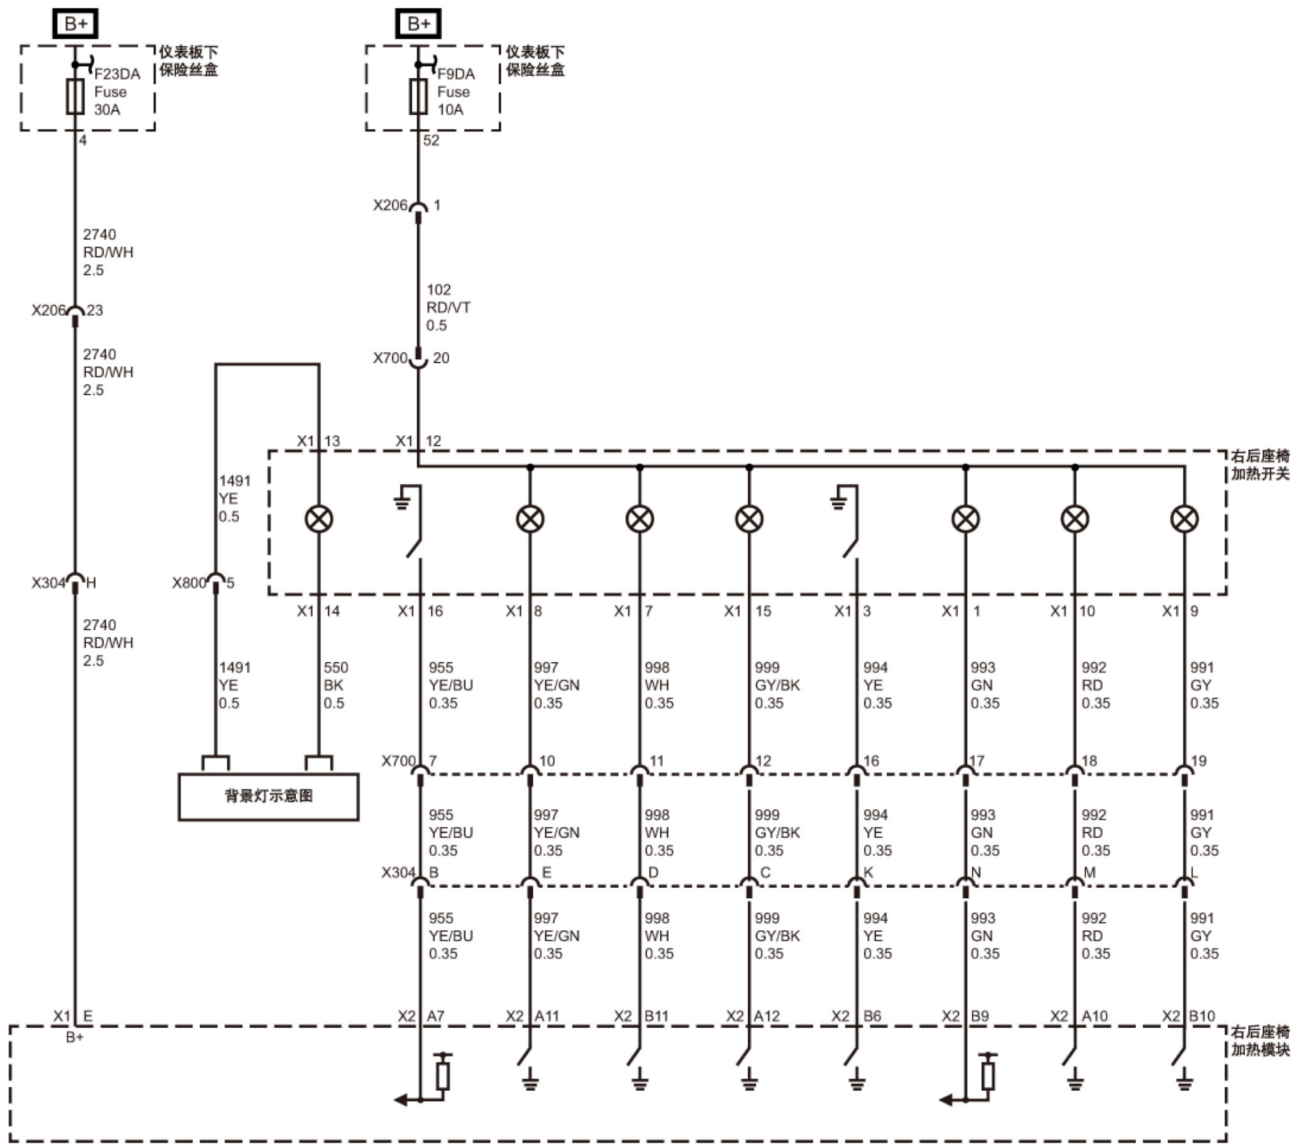 B+
B+
仪表板下
保险丝盒
F23DA
Fuse
30A
4
仪表板下
保险丝盒
F9DA
Fuse
10A
52
X206 1
2740
RD/WH
2.5
102
RD/VT
0.5
X206 23
X700 20
2740
RD/WH
2.5
X1 13
X1 12
右后座椅
加热开关
1491
YE
0.5
X304 H
X800 5
X1 14
X1 16
X1 8
X1 7
X1 15
X1 3
X1 1
X1 10
X1 9
2740
RD/WH
2.5
1491
YE
0.5
550
BK
0.5
955
YE/BU
0.35
997
YE/GN
0.35
998
WH
0.35
999
GY/BK
0.35
994
YE
0.35
993
GN
0.35
992
RD
0.35
991
GY
0.35
X700 7 10 11 12 16 17 18 19
背景灯示意图
955
YE/BU
0.35
997
YE/GN
0.35
998
WH
0.35
999
GY/BK
0.35
994
YE
0.35
993
GN
0.35
992
RD
0.35
991
GY
0.35
X304 B E D C K N M L
955
YE/BU
0.35
997
YE/GN
0.35
998
WH
0.35
999
GY/BK
0.35
994
YE
0.35
993
GN
0.35
992
RD
0.35
991
GY
0.35
X1 E
X2 A7
X2 A11
X2 B11
X2 A12
X2 B6
X2 B9
X2 A10
X2 B10
B+
右后座椅
加热模块